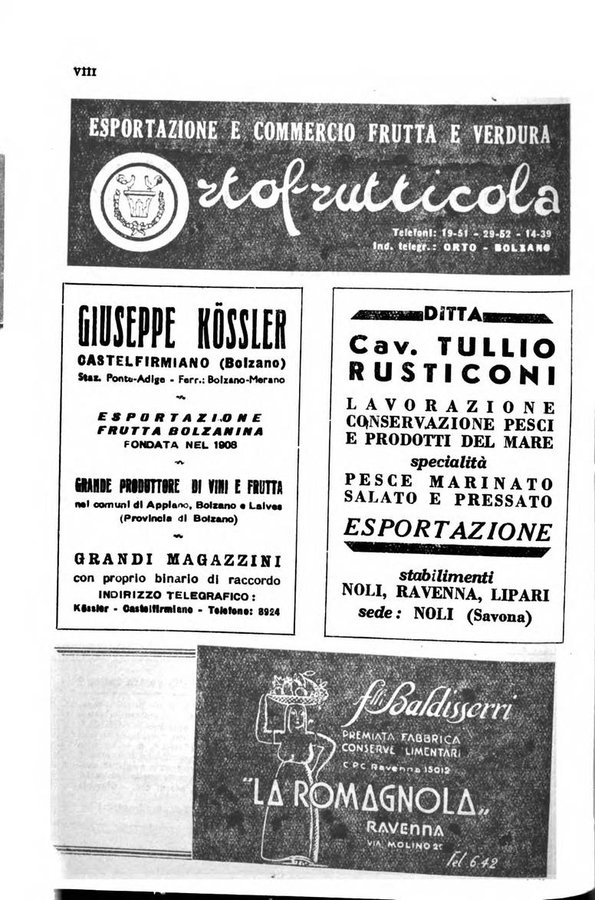 VIII
ESPORTAZIONE E COMMERCIO FRUTTA E VERDURA
Ortofrutticola
Telefoni: 19-51 - 29-52 - 14-39
Ind. telegr.: ORTO - BOLZANO
GIUSEPPE KÖSSLER
CASTELFIRMIANO (Bolzano)
Staz. Ponte-Adige - Ferr.: Bolzano-Merano
ESPORTAZIONE
FRUTTA BOLZANINA
FONDATA NEL 1908
GRANDE PRODUTTORE DI VINI E FRUTTA
nei comuni di Appiano, Bolzano e Laives
(Provincia di Bolzano)
GRANDI MAGAZZINI
con proprio binario di raccordo
INDIRIZZO TELEGRAFICO:
Kössler - Castelfirmiano - Telefono: 8924
DITTA
Cav. TULLIO
RUSTICONI
LAVORAZIONE
CONSERVAZIONE PESCI
E PRODOTTI DEL MARE
specialità
PESCE MARINATO
SALATO E PRESSATO
ESPORTAZIONE
stabilimenti
NOLI, RAVENNA, LIPARI
sede: NOLI (Savona)
f.lli Baldisserri
PREMIATA FABBRICA
CONSERVE LIMENTARI
C P C Ravenna 15012
"LA ROMAGNOLA"
RAVENNA
VIA MOLINO
Tel. 6.42